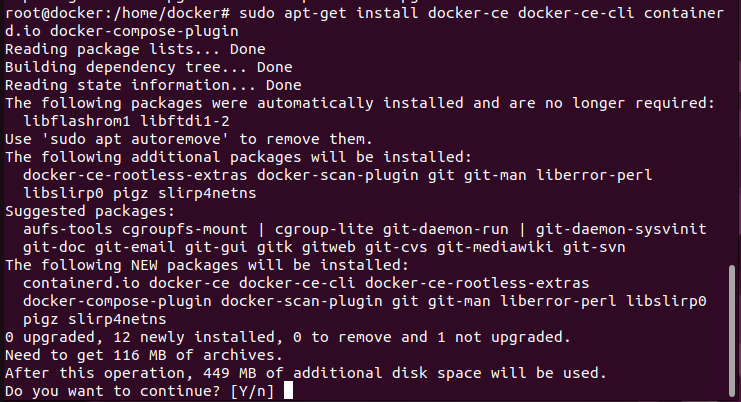 root@docker:/home/docker# sudo apt-get install docker-ce docker-ce-cli container
d.io docker-compose-plugin
Reading package lists... Done
Building dependency tree... Done
Reading state information... Done
The following packages were automatically installed and are no longer required:
  libflashrom1 libftdi1-2
Use 'sudo apt autoremove' to remove them.
The following additional packages will be installed:
  docker-ce-rootless-extras docker-scan-plugin git git-man liberror-perl
  libslirp0 pigz slirp4netns
Suggested packages:
  aufs-tools cgroupfs-mount | cgroup-lite git-daemon-run | git-daemon-sysvinit
  git-doc git-email git-gui gitk gitweb git-cvs git-mediawiki git-svn
The following NEW packages will be installed:
  containerd.io docker-ce docker-ce-cli docker-ce-rootless-extras
  docker-compose-plugin docker-scan-plugin git git-man liberror-perl libslirp0
  pigz slirp4netns
0 upgraded, 12 newly installed, 0 to remove and 1 not upgraded.
Need to get 116 MB of archives.
After this operation, 449 MB of additional disk space will be used.
Do you want to continue? [Y/n]